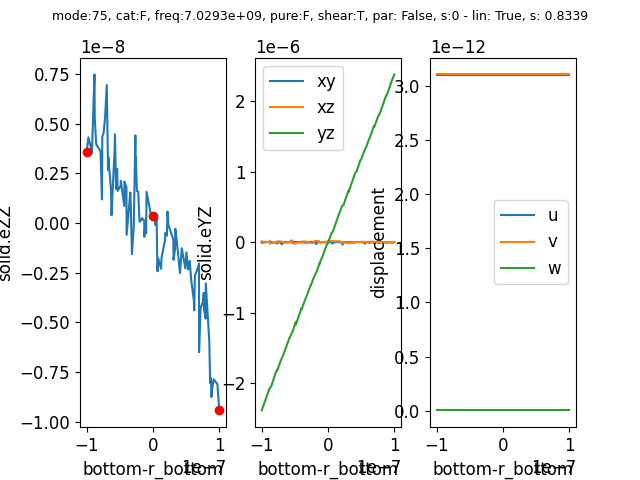 mode:75, cat:F, freq:7.0293e+09, pure:F, shear:T, par: False, s:0 - lin: True, s: 0.8339
1e−8
0.75
0.50
0.25
0.00
−0.25
−0.50
−0.75
−1.00
solid.eZZ
−1
0
1
1e−7
bottom-r_bottom
1e−6
xy
xz
yz
2
1
0
−1
−2
solid.eYZ
−1
0
1
1e−7
bottom-r_bottom
1e−12
u
v
w
3.0
2.5
2.0
1.5
1.0
0.5
0.0
displacement
−1
0
1
1e−7
bottom-r_bottom